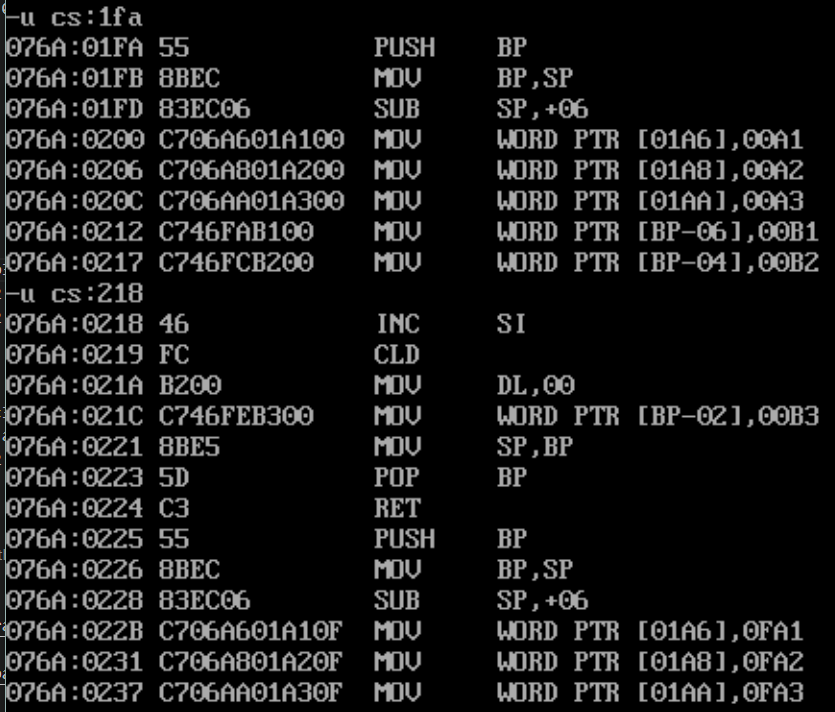 -u cs:1fa
076A:01FA 55 PUSH BP
076A:01FB 8BEC MOV BP,SP
076A:01FD 83EC06 SUB SP,+06
076A:0200 C706A601A100 MOV WORD PTR [01A6],00A1
076A:0206 C706A801A200 MOV WORD PTR [01A8],00A2
076A:020C C706AA01A300 MOV WORD PTR [01AA],00A3
076A:0212 C746FAB100 MOV WORD PTR [BP-06],00B1
076A:0217 C746FCB200 MOV WORD PTR [BP-04],00B2
-u cs:218
076A:0218 46 INC SI
076A:0219 FC CLD
076A:021A B200 MOV DL,00
076A:021C C746FEB300 MOV WORD PTR [BP-02],00B3
076A:0221 8BE5 MOV SP,BP
076A:0223 5D POP BP
076A:0224 C3 RET
076A:0225 55 PUSH BP
076A:0226 8BEC MOV BP,SP
076A:0228 83EC06 SUB SP,+06
076A:022B C706A601A10F MOV WORD PTR [01A6],0FA1
076A:0231 C706A801A20F MOV WORD PTR [01A8],0FA2
076A:0237 C706AA01A30F MOV WORD PTR [01AA],0FA3